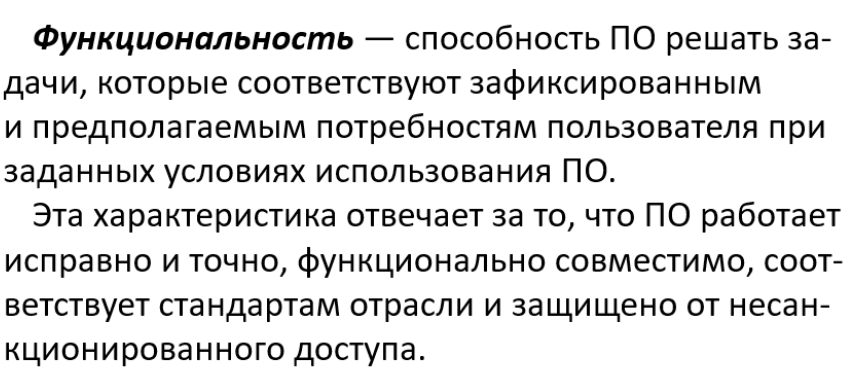 Функциональность — способность ПО решать за-
дачи, которые соответствуют зафиксированным
и предполагаемым потребностям пользователя при
заданных условиях использования ПО.
Эта характеристика отвечает за то, что ПО работает
исправно и точно, функционально совместимо, соот-
ветствует стандартам отрасли и защищено от несан-
кционированного доступа.